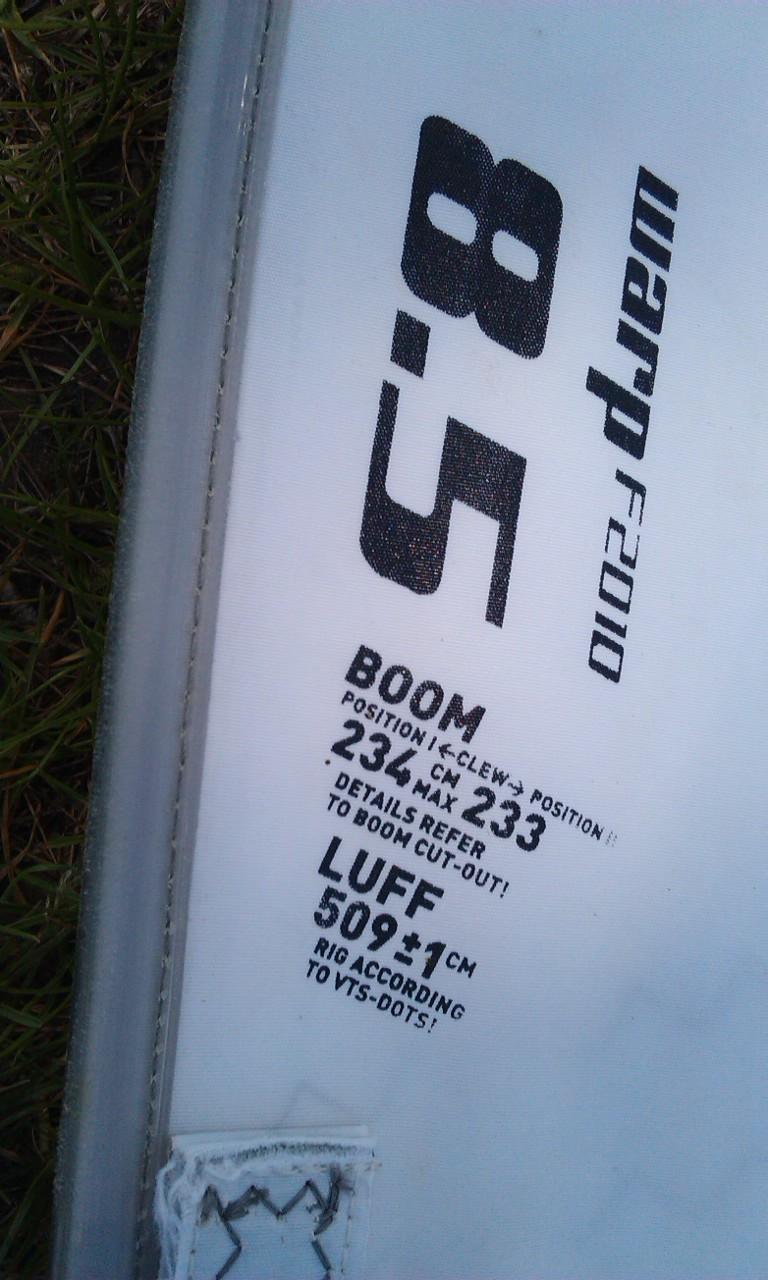 warp F2010
8.5
BOOM
POSITION I ←CLEW→ POSITION II
234 CM MAX 233
DETAILS REFER
TO BOOM CUT-OUT!
LUFF
509±1 CM
RIG ACCORDING
TO VTS-DOTS!